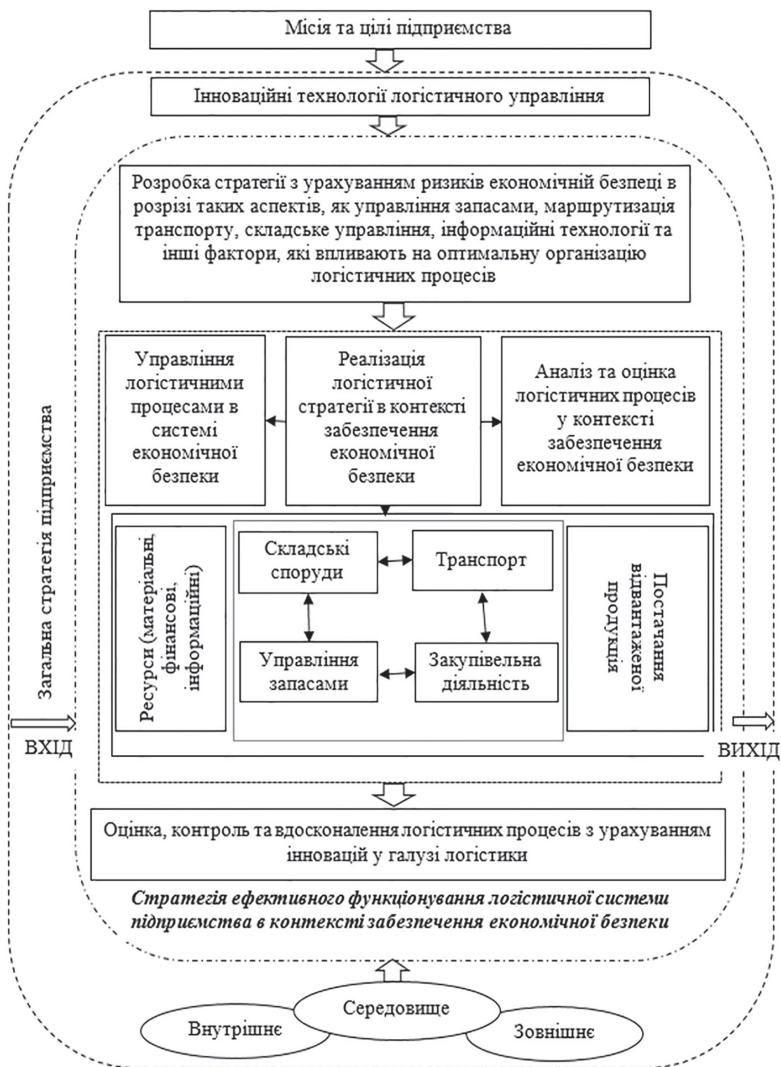 Місія та цілі підприємства
Інноваційні технології логістичного управління
Розробка стратегії з урахуванням ризиків економічній безпеці в
розрізі таких аспектів, як управління запасами, маршрутизація
транспорту, складське управління, інформаційні технології та
інші фактори, які впливають на оптимальну організацію
логістичних процесів
Управління
логістичними
процесами в
системі
економічної
безпеки
Реалізація
логістичної
стратегії в контексті
забезпечення
економічної
безпеки
Аналіз та оцінка
логістичних процесів
у контексті
забезпечення
економічної безпеки
Загальна стратегія підприємства
Ресурси (матеріальні,
фінансові,
інформаційні)
Складські
споруди
Транспорт
Управління
запасами
Закупівельна
діяльність
Постачання
відвантаженої
продукція
ВХІД
ВИХІД
Оцінка, контроль та вдосконалення логістичних процесів з урахуванням
інновацій у галузі логістики
Стратегія ефективного функціонування логістичної системи
підприємства в контексті забезпечення економічної безпеки
Середовище
Внутрішнє
Зовнішнє